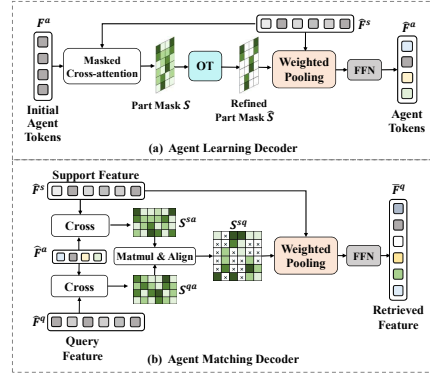 F^a
F̂^s
F̂^a
Masked
Cross-attention
OT
Weighted
Pooling
FFN
Initial
Agent
Tokens
Part Mask S
Refined
Part Mask Ŝ
Agent
Tokens
(a) Agent Learning Decoder
Support Feature
F̂^s
F̄^q
Cross
S^sa
S^sq
F̂^a
Matmul & Align
Weighted
Pooling
FFN
Cross
S^qa
F̂^q
Query
Feature
Retrieved
Feature
(b) Agent Matching Decoder